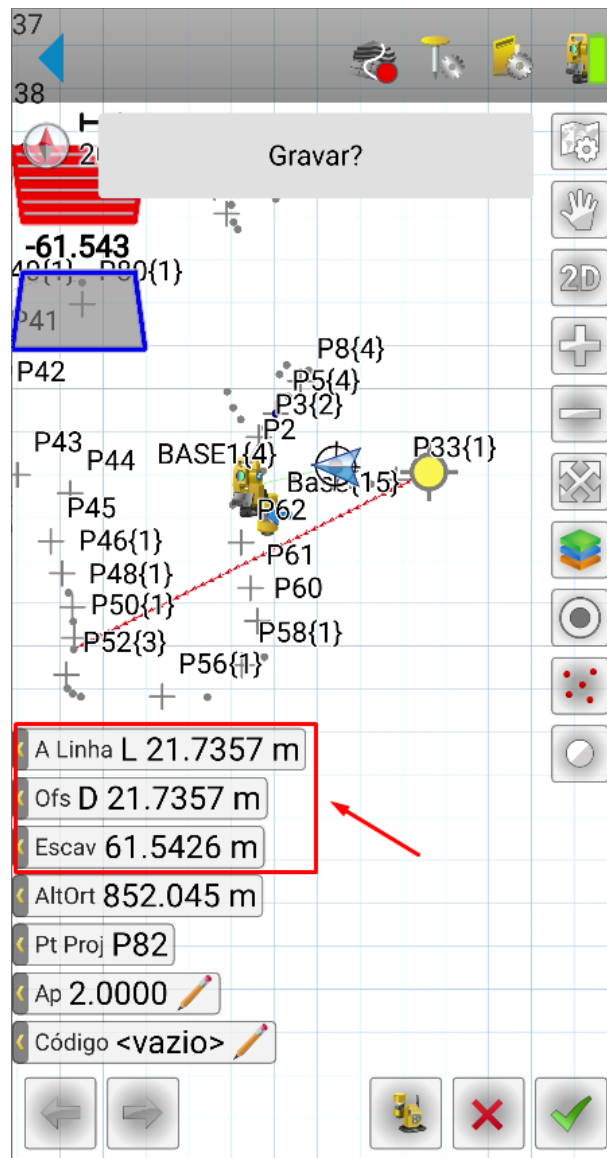 37
38
Gravar?
-61.543
P80{1}
P41
P42
P8{4}
P5{4}
P3{2}
P2
P43
P44
BASE1{4}
P33{1}
Base{15}
P45
P62
P46{1}
P61
P48{1}
P60
P50{1}
P58{1}
P52{3}
P56{1}
A Linha L 21.7357 m
Ofs D 21.7357 m
Escav 61.5426 m
AltOrt 852.045 m
Pt Proj P82
Ap 2.0000
Código <vazio>
2D